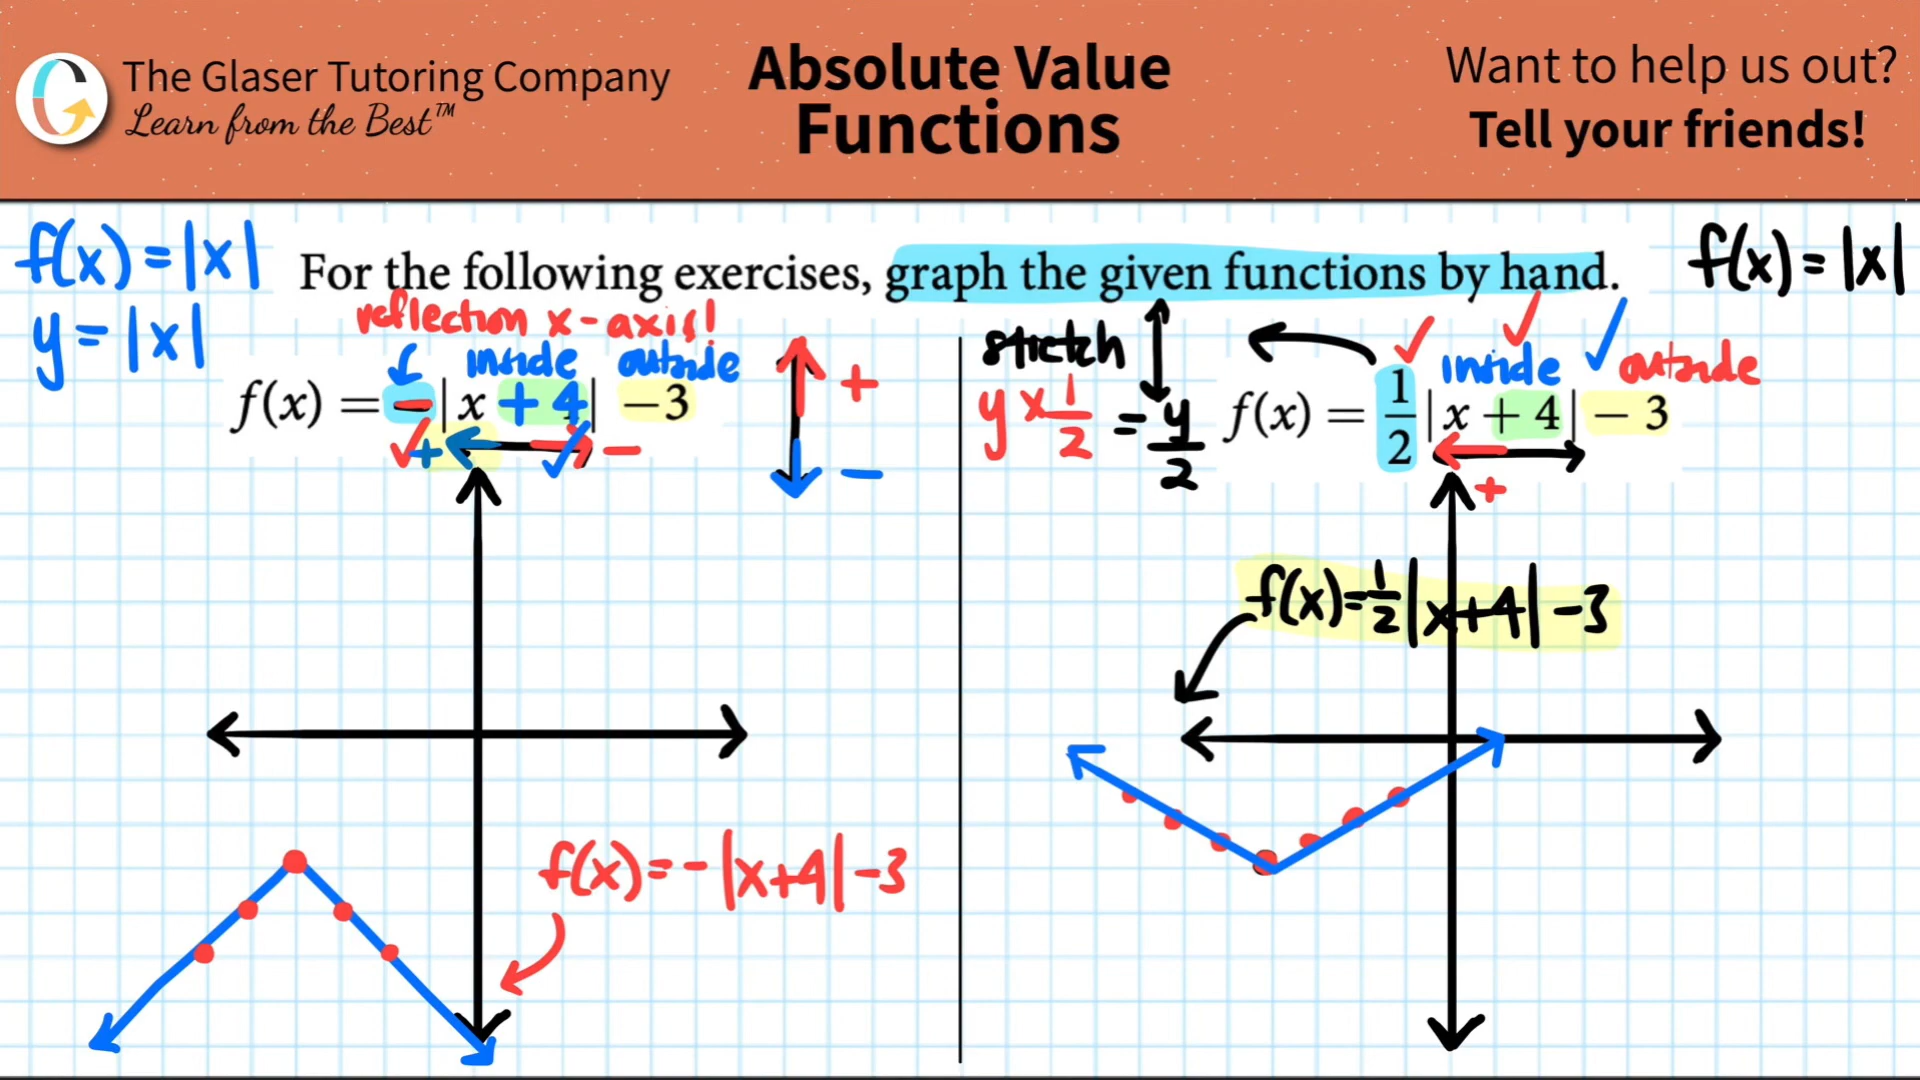 The Glaser Tutoring Company
Learn from the Best™
Absolute Value
Functions
Want to help us out?
Tell your friends!
f(x) = |x|
y = |x|
For the following exercises, graph the given functions by hand.
f(x) = |x|
reflection x-axis!
inside outside
f(x) = −|x + 4| −3
+ −
+
−
stretch
y × 1/2 = y/2
inside outside
f(x) = 1/2|x + 4| − 3
+
f(x) = 1/2|x+4| −3
f(x) = −|x+4| −3